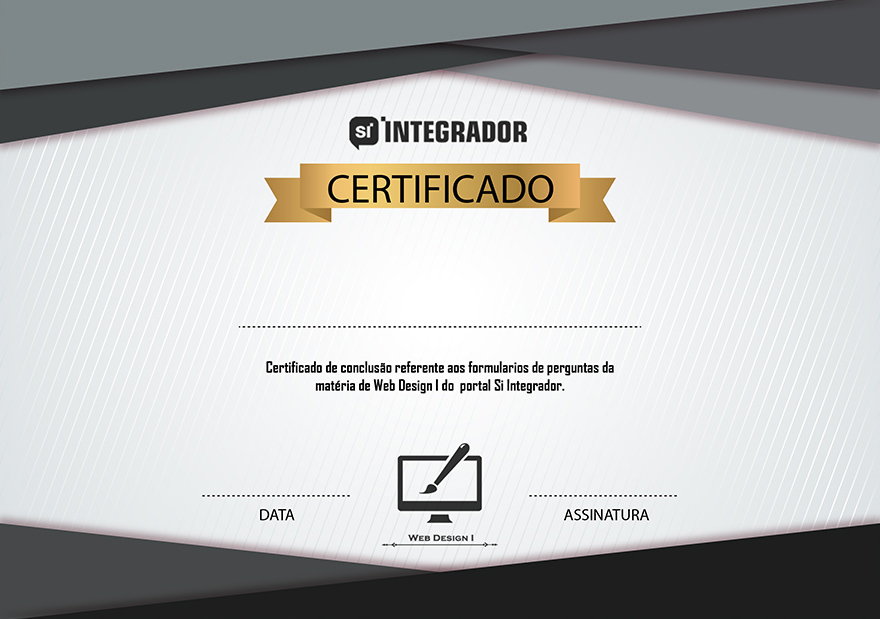 Si INTEGRADOR
CERTIFICADO
Certificado de conclusão referente aos formularios de perguntas da
matéria de Web Design I do portal Si Integrador.
DATA
ASSINATURA
WEB DESIGN I